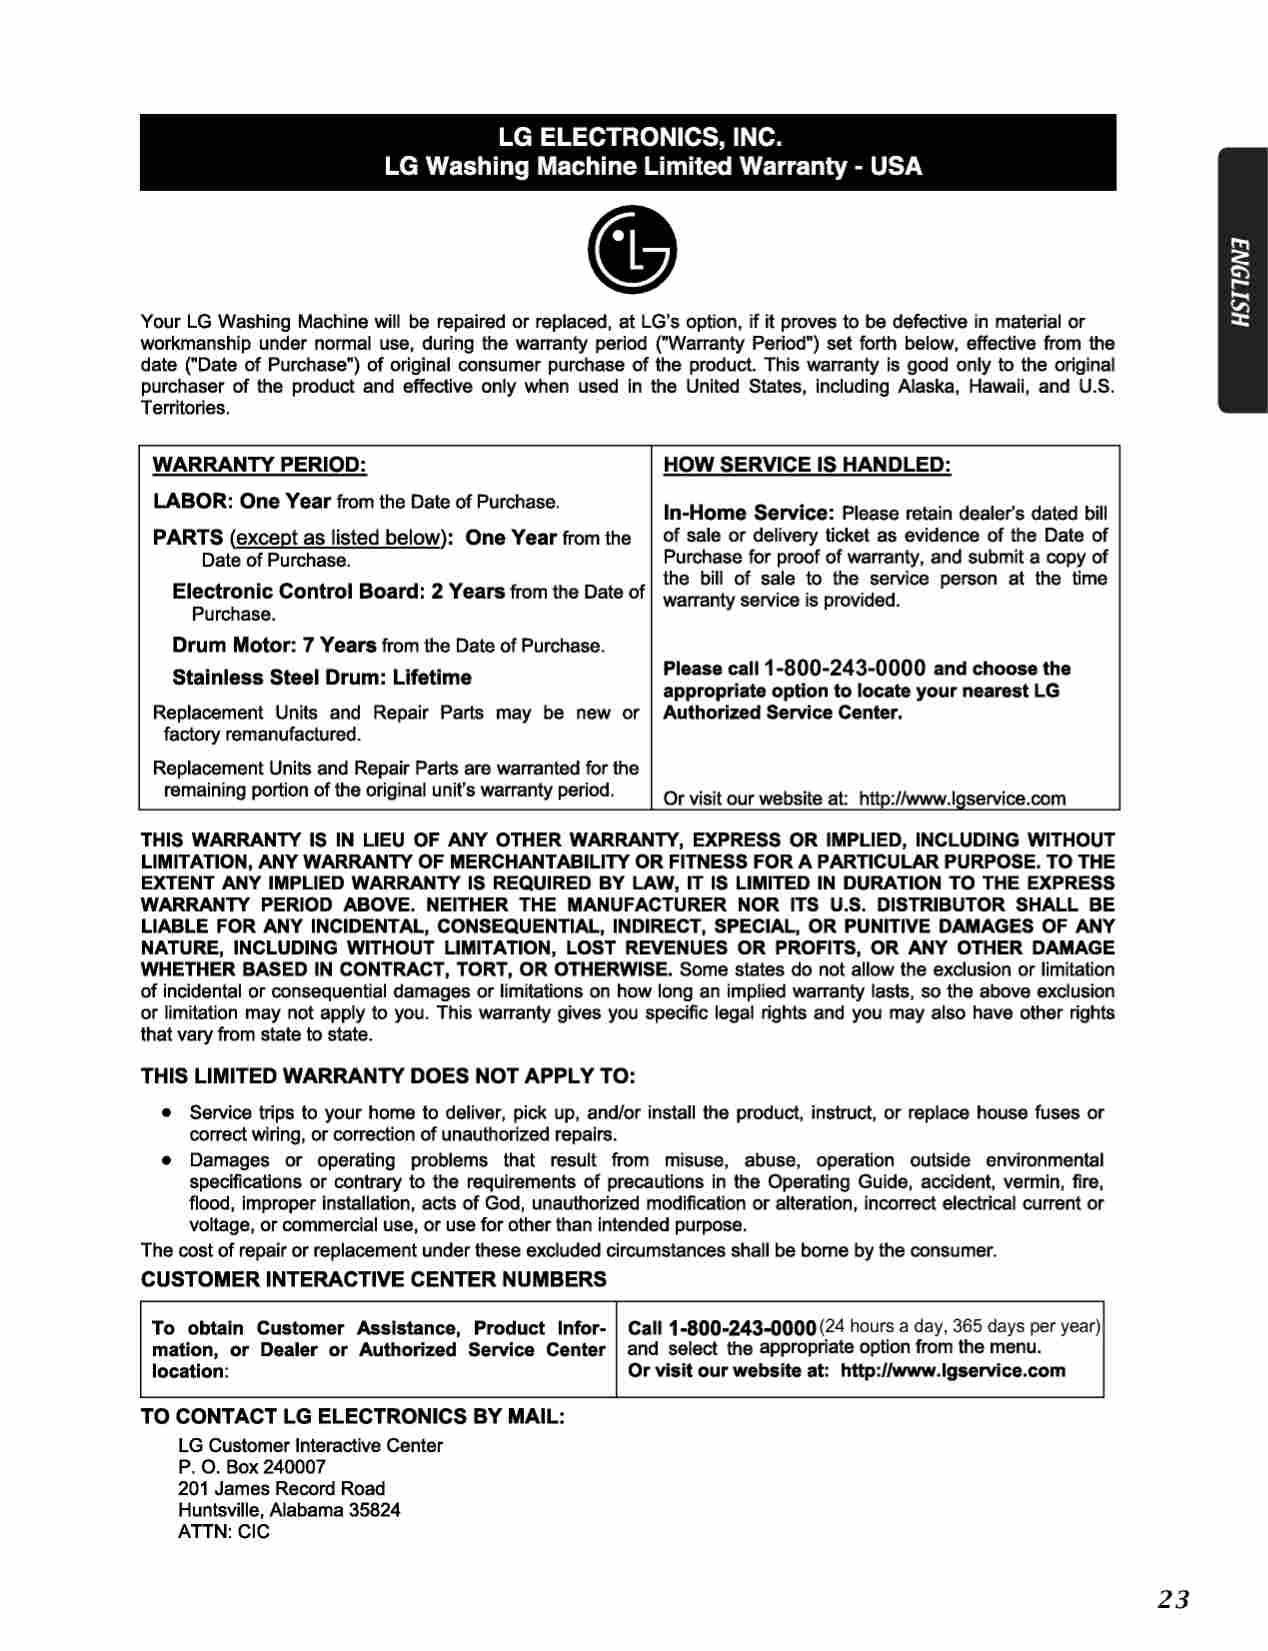 LG ELECTRONICS, INC.
LG Washing Machine Limited Warranty - USA
LG
ENGLISH
Your LG Washing Machine will be repaired or replaced, at LG's option, if it proves to be defective in material or
workmanship under normal use, during the warranty period ("Warranty Period") set forth below, effective from the
date ("Date of Purchase") of original consumer purchase of the product. This warranty is good only to the original
purchaser of the product and effective only when used in the United States, including Alaska, Hawaii, and U.S.
Territories.
WARRANTY PERIOD:
LABOR: One Year from the Date of Purchase.
PARTS (except as listed below): One Year from the
Date of Purchase.
Electronic Control Board: 2 Years from the Date of
Purchase.
Drum Motor: 7 Years from the Date of Purchase.
Stainless Steel Drum: Lifetime
Replacement Units and Repair Parts may be new or
factory remanufactured.
Replacement Units and Repair Parts are warranted for the
remaining portion of the original unit's warranty period.
HOW SERVICE IS HANDLED:
In-Home Service: Please retain dealer's dated bill
of sale or delivery ticket as evidence of the Date of
Purchase for proof of warranty, and submit a copy of
the bill of sale to the service person at the time
warranty service is provided.
Please call 1-800-243-0000 and choose the
appropriate option to locate your nearest LG
Authorized Service Center.
Or visit our website at: http://www.lgservice.com
THIS WARRANTY IS IN LIEU OF ANY OTHER WARRANTY, EXPRESS OR IMPLIED, INCLUDING WITHOUT
LIMITATION, ANY WARRANTY OF MERCHANTABILITY OR FITNESS FOR A PARTICULAR PURPOSE. TO THE
EXTENT ANY IMPLIED WARRANTY IS REQUIRED BY LAW, IT IS LIMITED IN DURATION TO THE EXPRESS
WARRANTY PERIOD ABOVE. NEITHER THE MANUFACTURER NOR ITS U.S. DISTRIBUTOR SHALL BE
LIABLE FOR ANY INCIDENTAL, CONSEQUENTIAL, INDIRECT, SPECIAL, OR PUNITIVE DAMAGES OF ANY
NATURE, INCLUDING WITHOUT LIMITATION, LOST REVENUES OR PROFITS, OR ANY OTHER DAMAGE
WHETHER BASED IN CONTRACT, TORT, OR OTHERWISE. Some states do not allow the exclusion or limitation
of incidental or consequential damages or limitations on how long an implied warranty lasts, so the above exclusion
or limitation may not apply to you. This warranty gives you specific legal rights and you may also have other rights
that vary from state to state.
THIS LIMITED WARRANTY DOES NOT APPLY TO:
● Service trips to your home to deliver, pick up, and/or install the product, instruct, or replace house fuses or
correct wiring, or correction of unauthorized repairs.
● Damages or operating problems that result from misuse, abuse, operation outside environmental
specifications or contrary to the requirements of precautions in the Operating Guide, accident, vermin, fire,
flood, improper installation, acts of God, unauthorized modification or alteration, incorrect electrical current or
voltage, or commercial use, or use for other than intended purpose.
The cost of repair or replacement under these excluded circumstances shall be borne by the consumer.
CUSTOMER INTERACTIVE CENTER NUMBERS
To obtain Customer Assistance, Product Infor-
mation, or Dealer or Authorized Service Center
location:
Call 1-800-243-0000 (24 hours a day, 365 days per year)
and select the appropriate option from the menu.
Or visit our website at: http://www.lgservice.com
TO CONTACT LG ELECTRONICS BY MAIL:
LG Customer Interactive Center
P. O. Box 240007
201 James Record Road
Huntsville, Alabama 35824
ATTN: CIC
23